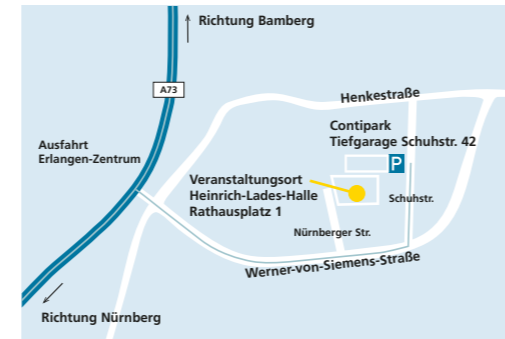 Richtung Bamberg
A73
Henkestraße
Contipark
Tiefgarage Schuhstr. 42
P
Ausfahrt
Erlangen-Zentrum
Veranstaltungsort
Heinrich-Lades-Halle
Rathausplatz 1
Schuhstr.
Nürnberger Str.
Werner-von-Siemens-Straße
Richtung Nürnberg